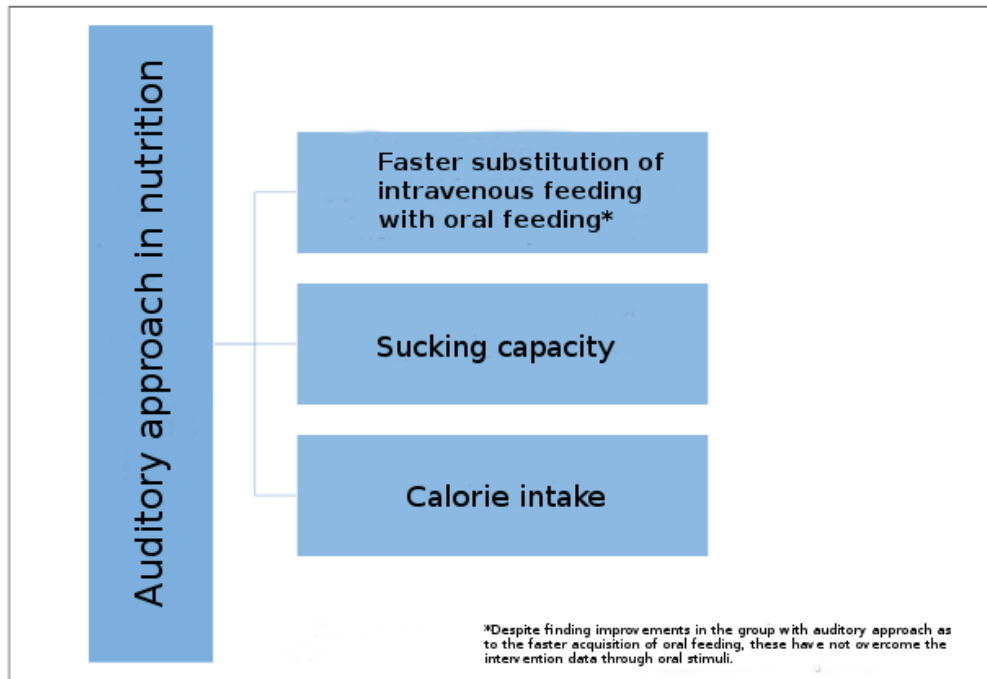 Auditory approach in nutrition
Faster substitution of
intravenous feeding
with oral feeding*
Sucking capacity
Calorie intake
*Despite finding improvements in the group with auditory approach as
to the faster acquisition of oral feeding, these have not overcome the
intervention data through oral stimuli.